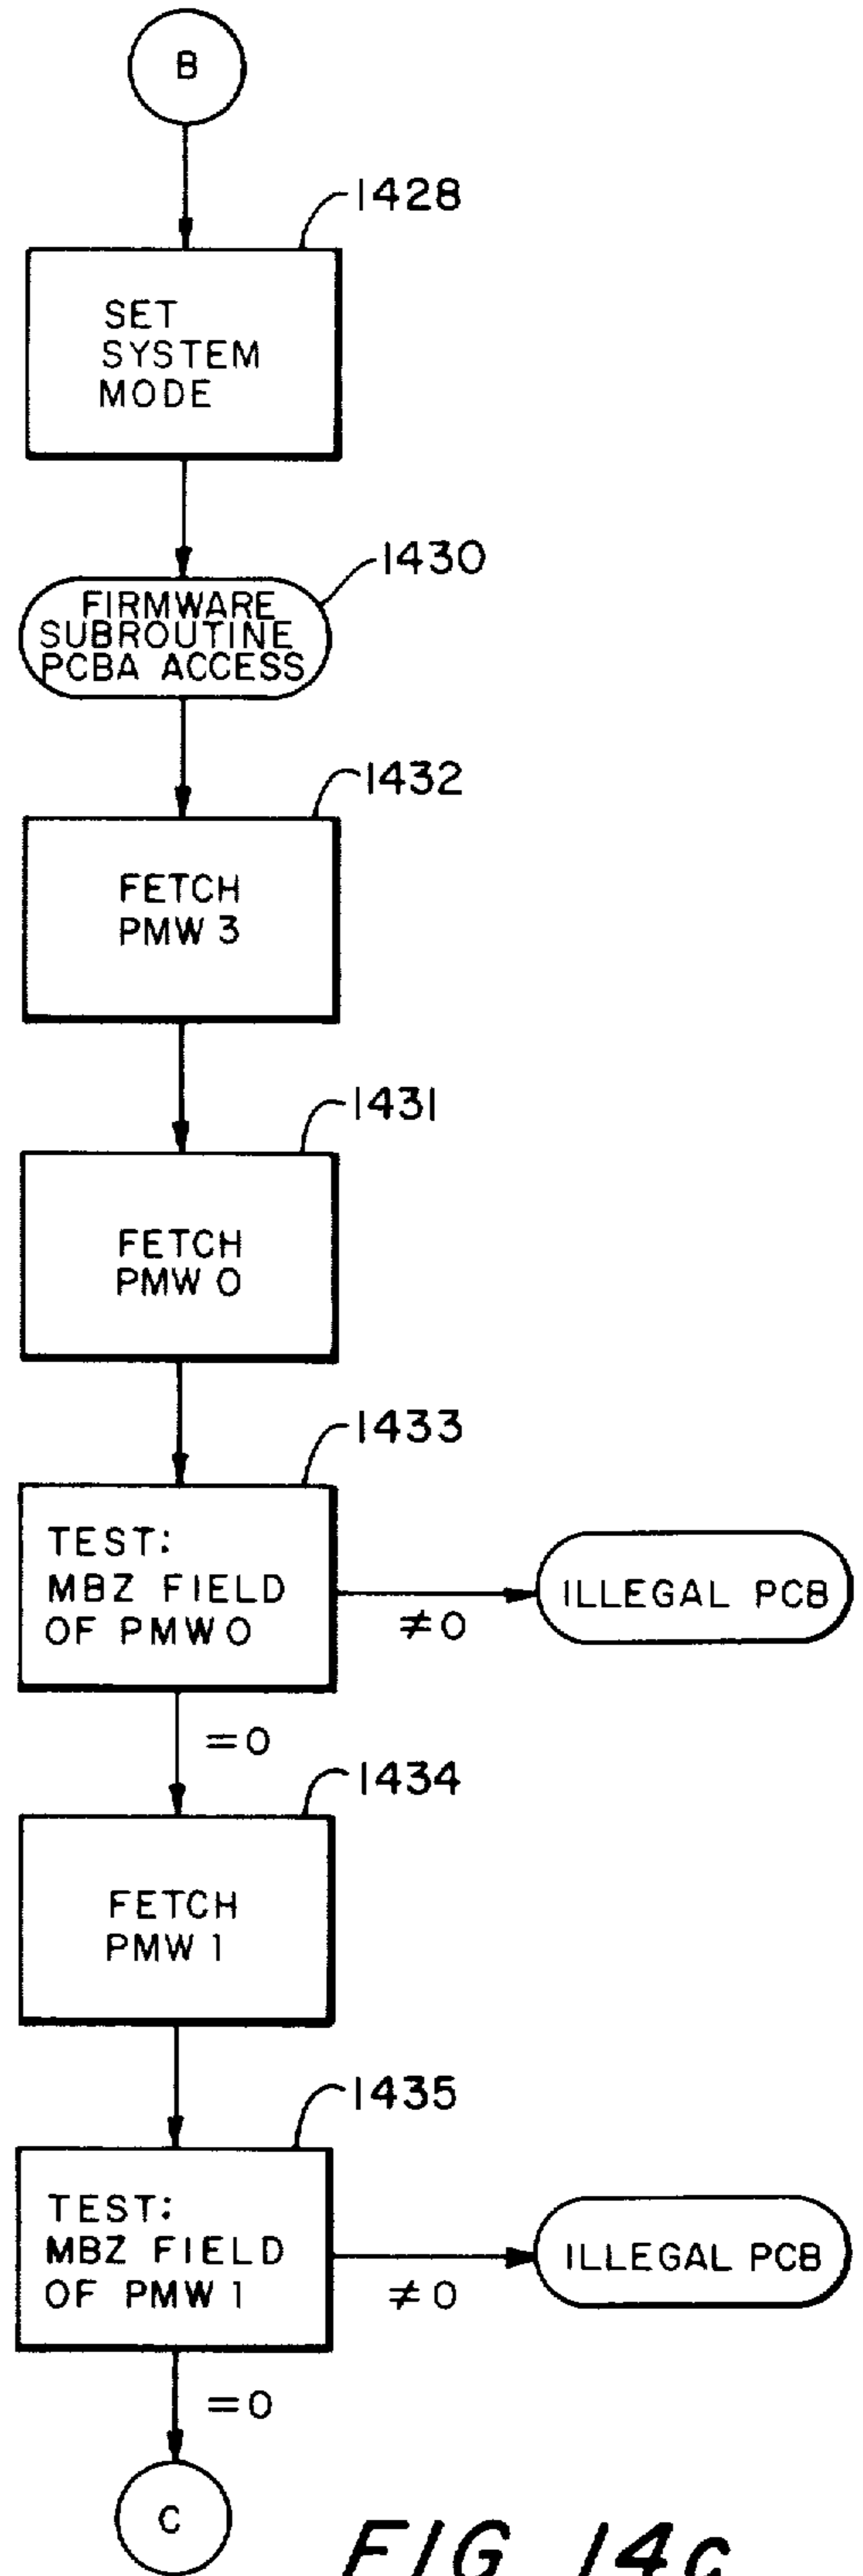 B
1428
SET
SYSTEM
MODE
1430
FIRMWARE
SUBROUTINE
PCBA ACCESS
1432
FETCH
PMW 3
1431
FETCH
PMW 0
1433
TEST:
MBZ FIELD
OF PMW 0
≠0
ILLEGAL PCB
=0
1434
FETCH
PMW 1
1435
TEST:
MBZ FIELD
OF PMW 1
≠0
ILLEGAL PCB
=0
C
FIG 14c